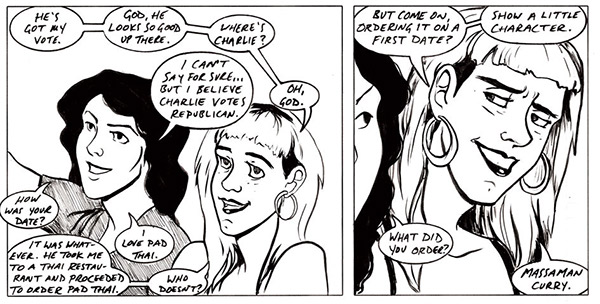 HE'S
GOT MY
VOTE.
GOD, HE
LOOKS SO GOOD
UP THERE.
WHERE'S
CHARLIE?
OH,
GOD.
I CAN'T
SAY FOR SURE...
BUT I BELIEVE
CHARLIE VOTES
REPUBLICAN.
HOW
WAS YOUR
DATE?
IT WAS WHAT-
EVER. HE TOOK ME
TO A THAI RESTAU-
RANT AND PROCEEDED
TO ORDER PAD THAI.
I
LOVE PAD
THAI.
WHO
DOESN'T?
BUT COME ON,
ORDERING IT ON A
FIRST DATE?
SHOW A LITTLE
CHARACTER.
WHAT DID
YOU ORDER?
MASSAMAN
CURRY.